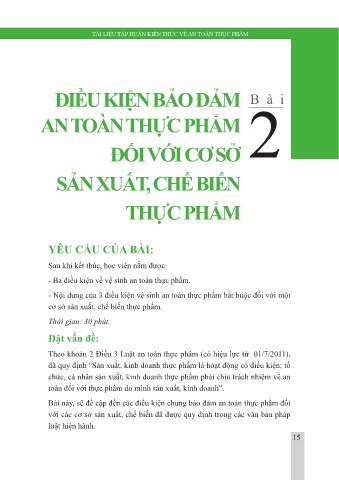 TÀI LIỆU TẬP HUẤN KIẾN THỨC VỀ AN TOÀN THỰC PHẨM
ĐIỀU KIỆN BẢO ĐẢM
AN TOÀN THỰC PHẨM
ĐỐI VỚI CƠ SỞ
SẢN XUẤT, CHẾ BIẾN
THỰC PHẨM
Bài
2
YÊU CẦU CỦA BÀI:
Sau khi kết thúc, học viên nắm được:
- Ba điều kiện về vệ sinh an toàn thực phẩm.
- Nội dung của 3 điều kiện vệ sinh an toàn thực phẩm bắt buộc đối với một
cơ sở sản xuất, chế biến thực phẩm.
Thời gian: 30 phút.
Đặt vấn đề:
Theo khoản 2 Điều 3 Luật an toàn thực phẩm (có hiệu lực từ 01/7/2011),
đã quy định “Sản xuất, kinh doanh thực phẩm là hoạt động có điều kiện; tổ
chức, cá nhân sản xuất, kinh doanh thực phẩm phải chịu trách nhiệm về an
toàn đối với thực phẩm do mình sản xuất, kinh doanh”.
Bài này, sẽ đề cập đến các điều kiện chung bảo đảm an toàn thực phẩm đối
với các cơ sở sản xuất, chế biến đã được quy định trong các văn bản pháp
luật hiện hành.
15